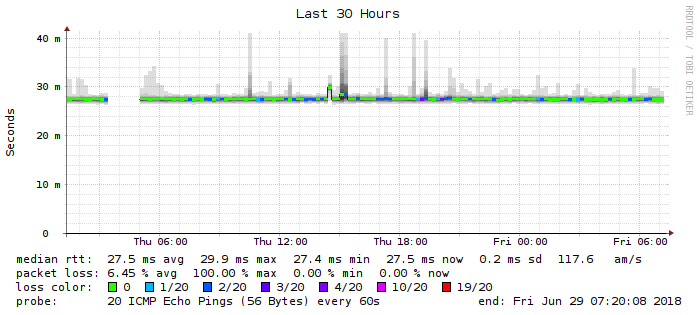 Last 30 Hours
RRDTOOL / TOBI OETIKER
Seconds
40 m
30 m
20 m
10 m
0
Thu 06:00 Thu 12:00 Thu 18:00 Fri 00:00 Fri 06:00
median rtt: 27.5 ms avg 29.9 ms max 27.4 ms min 27.5 ms now 0.2 ms sd 117.6 am/s
packet loss: 6.45 % avg 100.00 % max 0.00 % min 0.00 % now
loss color: 0 1/20 2/20 3/20 4/20 10/20 19/20
probe: 20 ICMP Echo Pings (56 Bytes) every 60s end: Fri Jun 29 07:20:08 2018